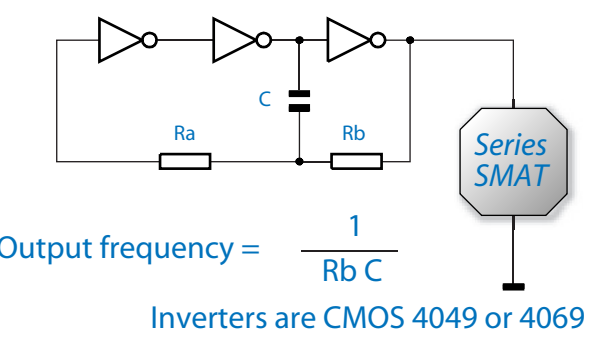 C
Ra
Rb
Series
SMAT
Output frequency =
1
Rb C
Inverters are CMOS 4049 or 4069